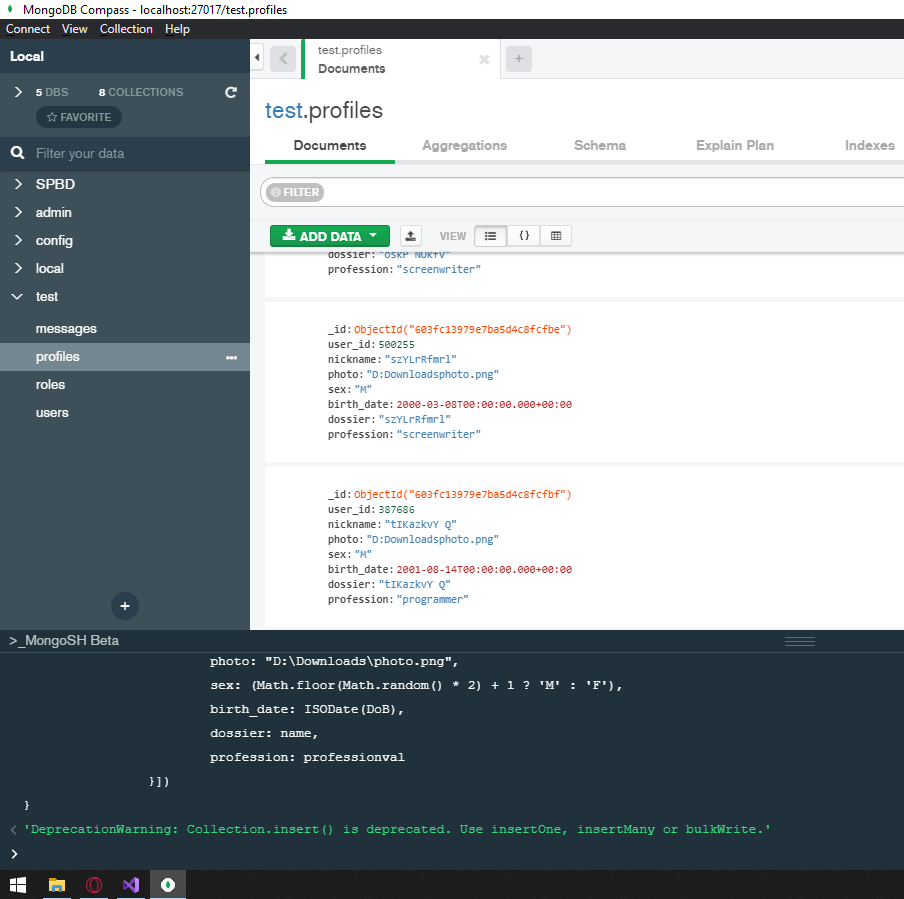 MongoDB Compass - localhost:27017/test.profiles
Connect View Collection Help
Local
5 DBS 8 COLLECTIONS
FAVORITE
Filter your data
SPBD
admin
config
local
test
messages
profiles
roles
users
test.profiles
Documents
test.profiles
Documents Aggregations Schema Explain Plan Indexes
FILTER
ADD DATA VIEW {}
dossier: "oskP NUkfV"
profession: "screenwriter"
_id: ObjectId("603fc13979e7ba5d4c8fcfbe")
user_id: 500255
nickname: "szYLrRfmrl"
photo: "D:Downloadsphoto.png"
sex: "M"
birth_date: 2000-03-08T00:00:00.000+00:00
dossier: "szYLrRfmrl"
profession: "screenwriter"
_id: ObjectId("603fc13979e7ba5d4c8fcfbf")
user_id: 387686
nickname: "tIKazkvY Q"
photo: "D:Downloadsphoto.png"
sex: "M"
birth_date: 2001-08-14T00:00:00.000+00:00
dossier: "tIKazkvY Q"
profession: "programmer"
>_MongoSH Beta
photo: "D:\Downloads\photo.png",
sex: (Math.floor(Math.random() * 2) + 1 ? 'M' : 'F'),
birth_date: ISODate(DoB),
dossier: name,
profession: professionval
}])
}
< 'DeprecationWarning: Collection.insert() is deprecated. Use insertOne, insertMany or bulkWrite.'
>